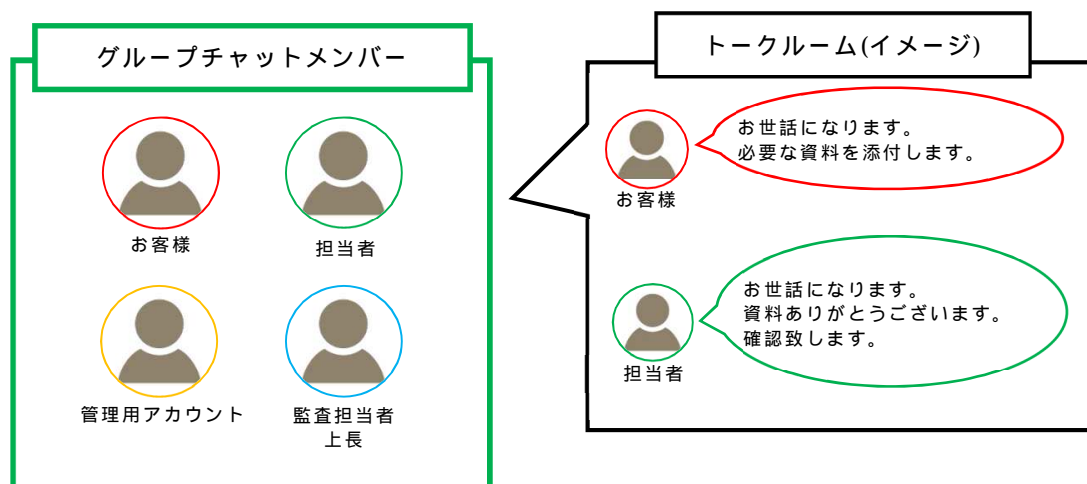 グループチャットメンバー
お客様
担当者
管理用アカウント
監査担当者
上長
トークルーム(イメージ)
お世話になります。
必要な資料を添付します。
お客様
お世話になります。
資料ありがとうございます。
確認致します。
担当者